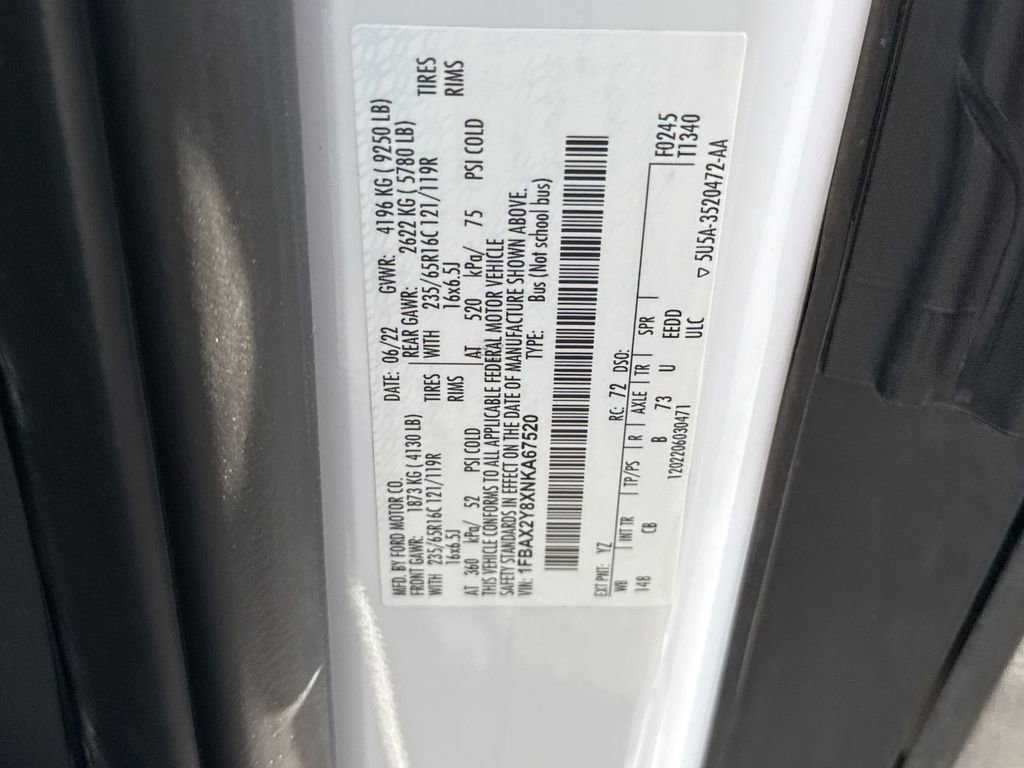 MFD. BY FORD MOTOR CO.
DATE: 06/22 GVWR: 4196 KG ( 9250 LB)
FRONT GAWR: 1873 KG ( 4130 LB) REAR GAWR: 2622 KG ( 5780 LB)
WITH 235/65R16C 121/119R TIRES WITH 235/65R16C 121/119R TIRES
16x6.5J RIMS 16x6.5J RIMS
AT 360 kPa/ 52 PSI COLD AT 520 kPa/ 75 PSI COLD
THIS VEHICLE CONFORMS TO ALL APPLICABLE FEDERAL MOTOR VEHICLE
SAFETY STANDARDS IN EFFECT ON THE DATE OF MANUFACTURE SHOWN ABOVE.
VIN: 1FBAX2Y8XNKA67520 TYPE: Bus (Not school bus)
EXT PNT: YZ RC: 72 DSO:
WB INT TR TP/PS R AXLE TR SPR F0245
148 CB B 73 U EEDD T1340
12022060304​71 ULC
▽ 5U5A-3520472-AA